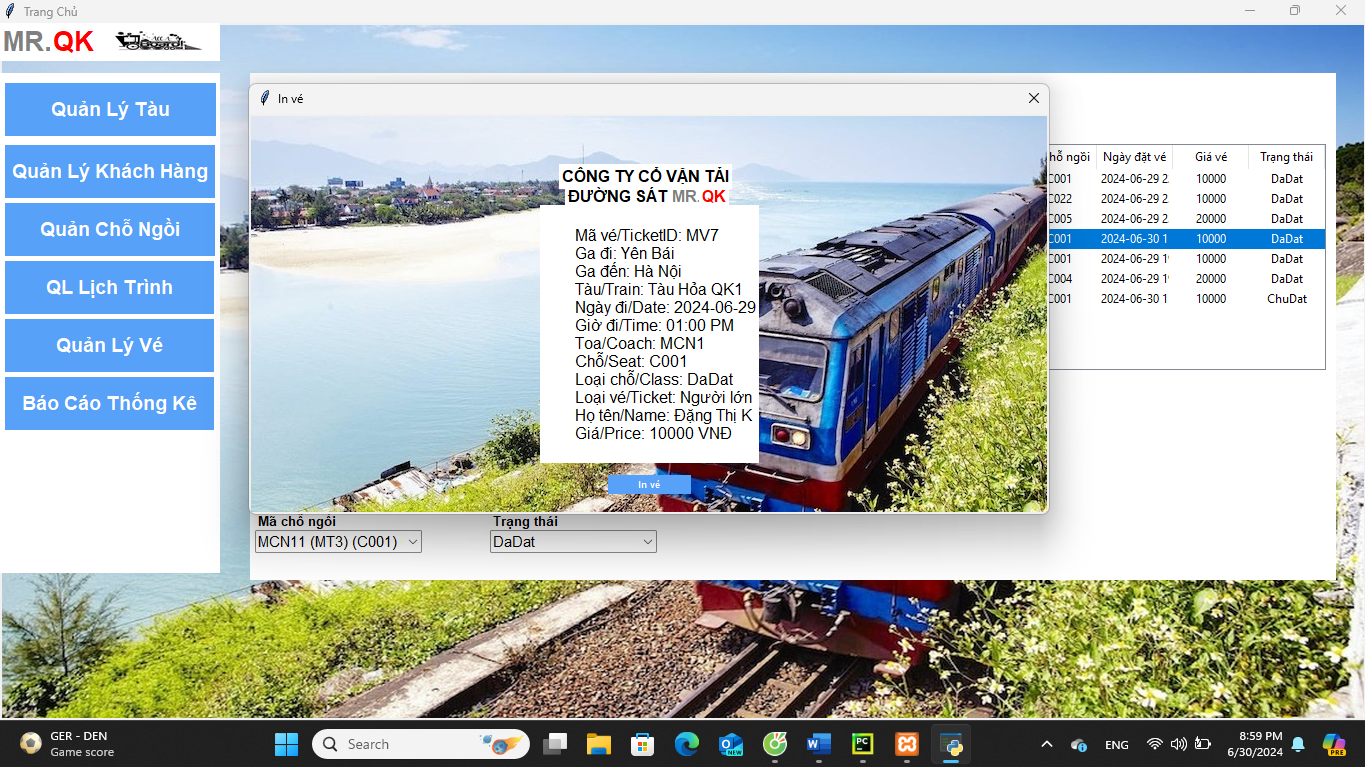 Trang Chủ
MR.QK
Quản Lý Tàu
Quản Lý Khách Hàng
Quản Chỗ Ngồi
QL Lịch Trình
Quản Lý Vé
Báo Cáo Thống Kê
In vé
CÔNG TY CỔ VẬN TẢI
ĐƯỜNG SÁT MR.QK
Mã vé/TicketID: MV7
Ga đi: Yên Bái
Ga đến: Hà Nội
Tàu/Train: Tàu Hỏa QK1
Ngày đi/Date: 2024-06-29
Giờ đi/Time: 01:00 PM
Toa/Coach: MCN1
Chỗ/Seat: C001
Loại chỗ/Class: DaDat
Loại vé/Ticket: Người lớn
Họ tên/Name: Đặng Thị K
Giá/Price: 10000 VNĐ
In vé
hỗ ngồi Ngày đặt vé Giá vé Trạng thái
C001 2024-06-29 2 10000 DaDat
C022 2024-06-29 2 10000 DaDat
C005 2024-06-29 2 20000 DaDat
C001 2024-06-30 1 10000 DaDat
C001 2024-06-29 1 10000 DaDat
C004 2024-06-29 1 20000 DaDat
C001 2024-06-30 1 10000 ChuDat
Mã chỗ ngồi Trạng thái
MCN11 (MT3) (C001) DaDat
GER - DEN
Game score
Search
NEW
PC
ENG
8:59 PM
6/30/2024
PRE